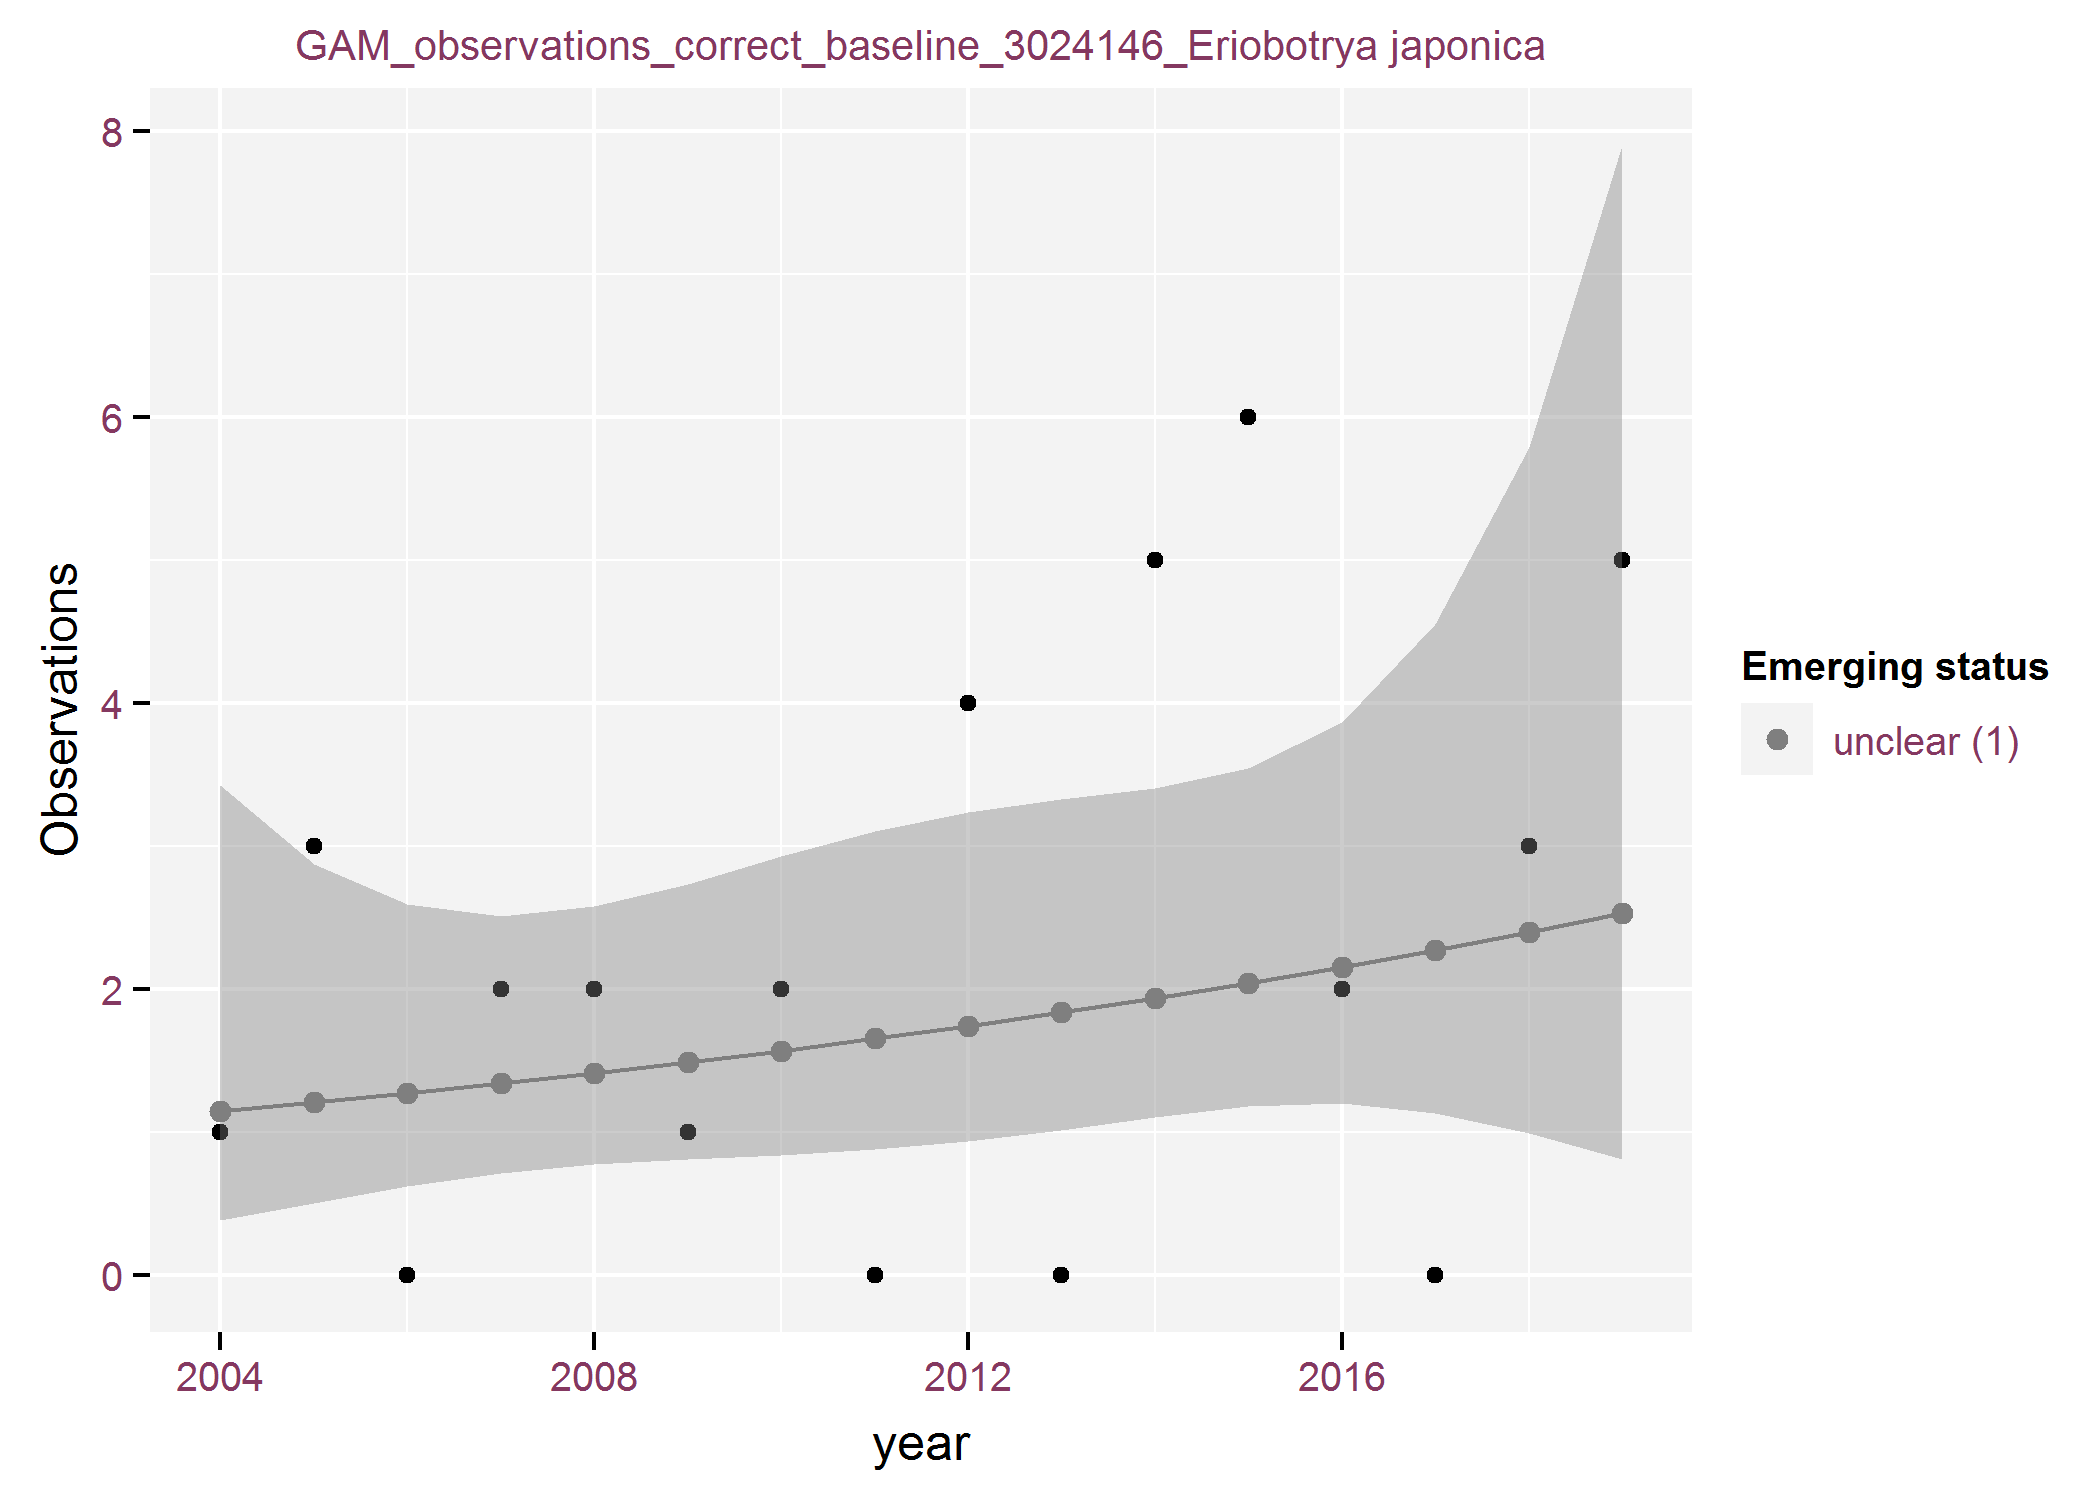 GAM_observations_correct_baseline_3024146_Eriobotrya japonica
8
6
4
2
0
Observations
2004 2008 2012 2016
year
Emerging status
unclear (1)